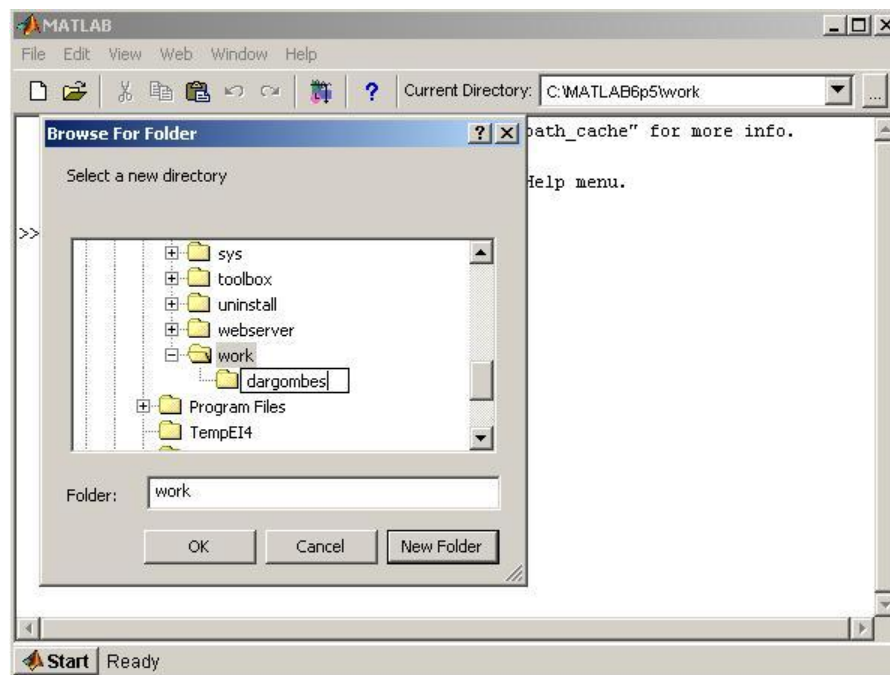 MATLAB
File Edit View Web Window Help
? Current Directory: C:\MATLAB6p5\work ...
Browse For Folder ?
path_cache" for more info.
Select a new directory
Help menu.
>>
sys
toolbox
uninstall
webserver
work
dargombes
Program Files
TempEI4
Folder: work
OK Cancel New Folder
Start Ready